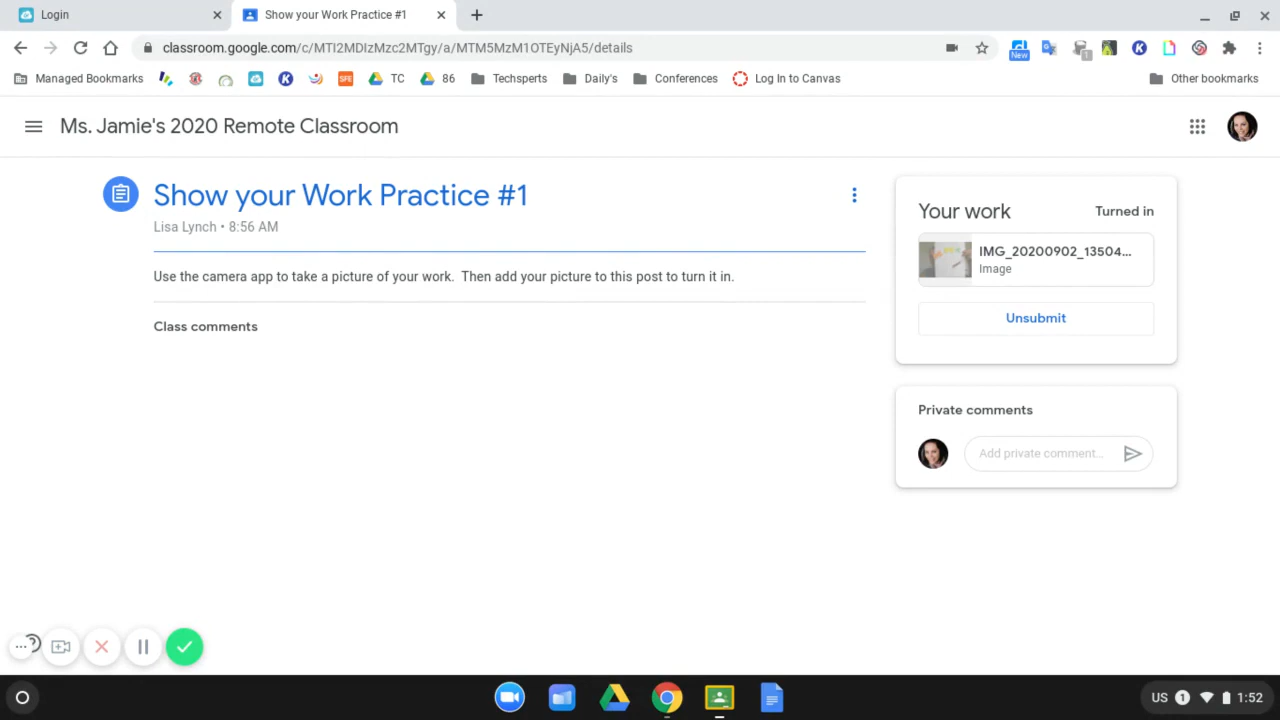 Login
Show your Work Practice #1
classroom.google.com/c/MTI2MDIzMzc2MTgy/a/MTM5MzM1OTEyNjA5/details
New
1
Managed Bookmarks
SFE
TC
86
Techsperts
Daily's
Conferences
Log In to Canvas
Other bookmarks
Ms. Jamie's 2020 Remote Classroom
Show your Work Practice #1
Lisa Lynch • 8:56 AM
Use the camera app to take a picture of your work. Then add your picture to this post to turn it in.
Class comments
Your work
Turned in
IMG_20200902_13504...
Image
Unsubmit
Private comments
Add private comment...
US 1 1:52